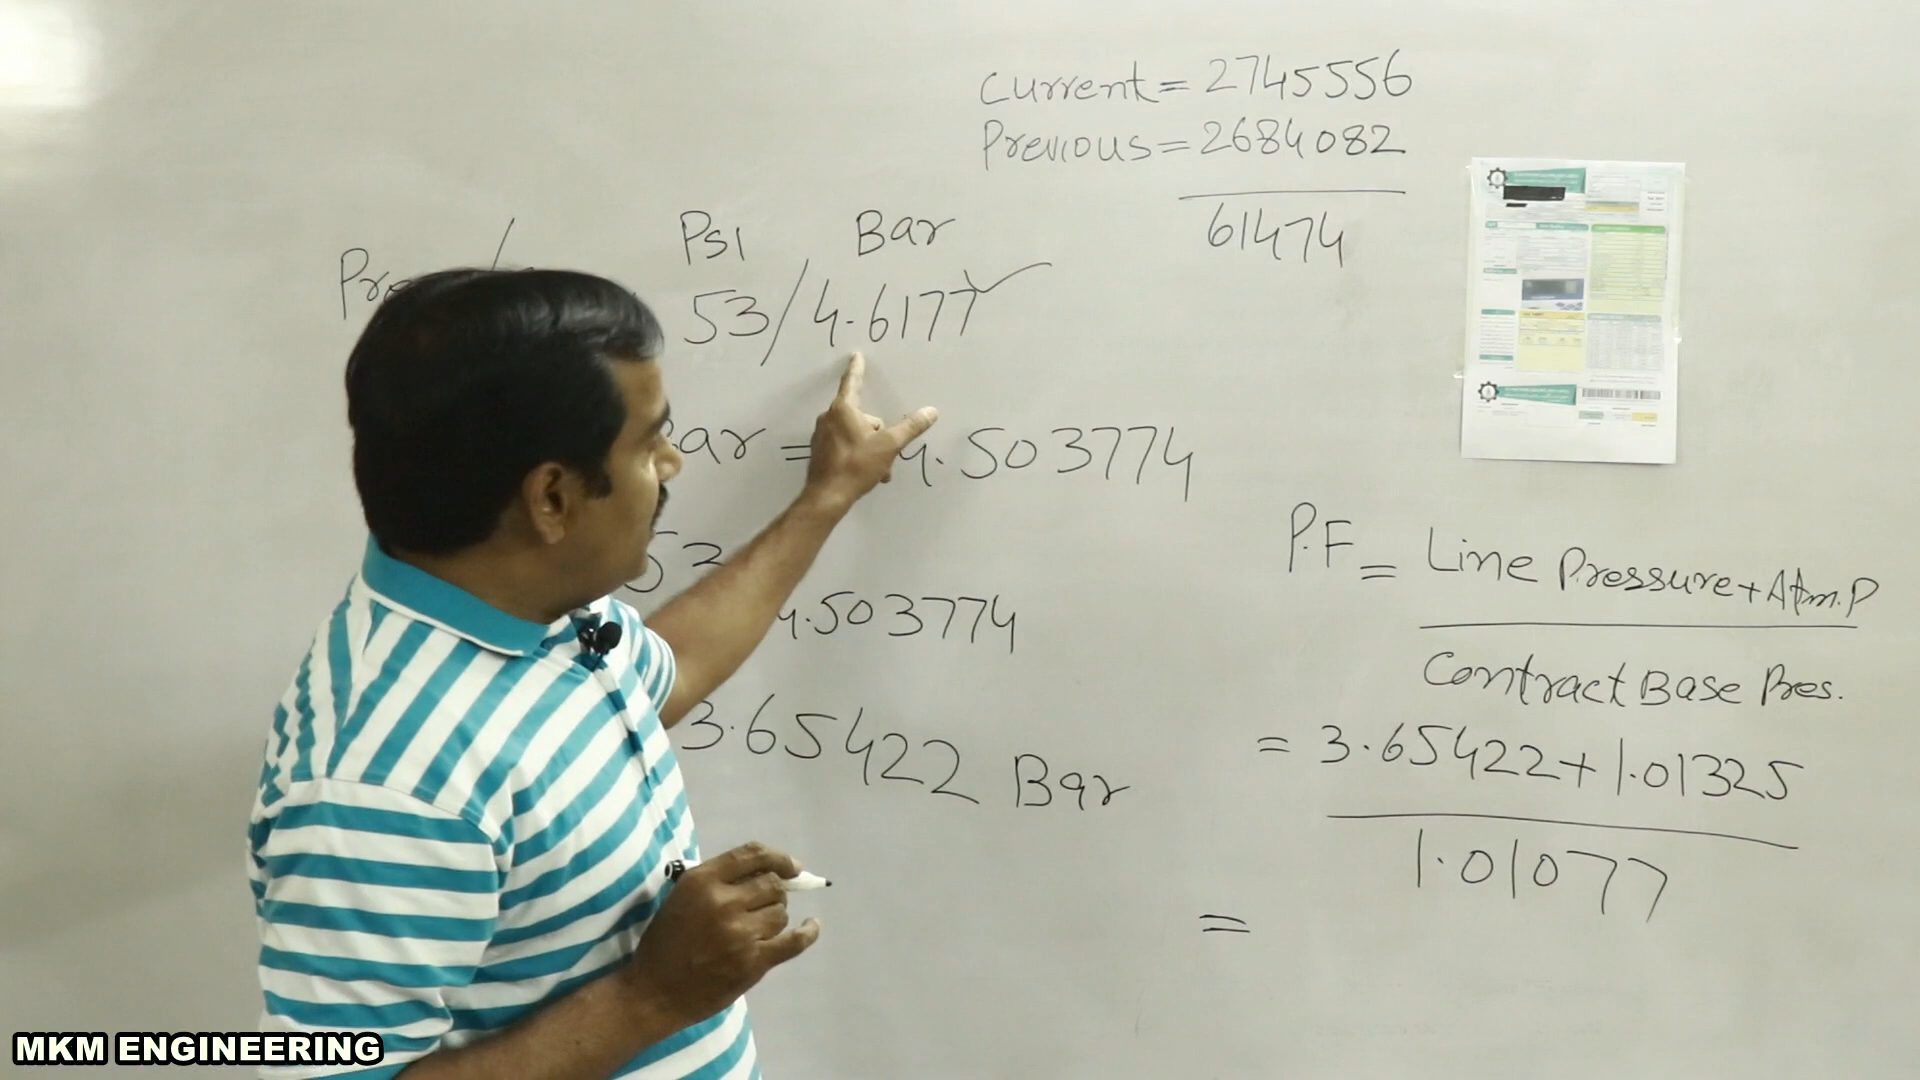 Current = 2745556
Previous = 2684082
61474
Psi Bar
53/4.6177
= 4.503774
53
4.503774
3.65422 Bar
P.F = Line Pressure + Atm.P
Contract Base Pres.
= 3.65422 + 1.01325
1.01077
=
MKM ENGINEERING